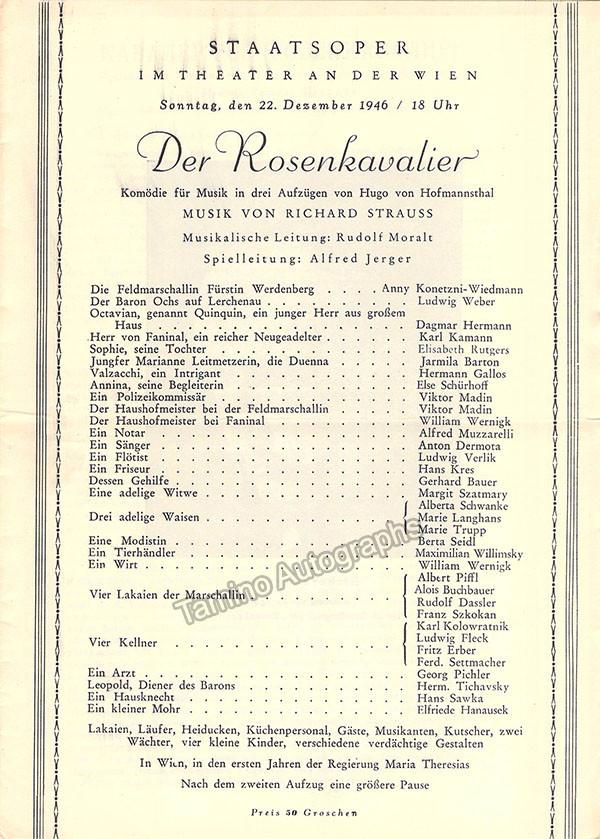 STAATSOPER
IM THEATER AN DER WIEN
Sonntag, den 22. Dezember 1946 / 18 Uhr
Der Rosenkavalier
Komödie für Musik in drei Aufzügen von Hugo von Hofmannsthal
MUSIK VON RICHARD STRAUSS
Musikalische Leitung: Rudolf Moralt
Spielleitung: Alfred Jerger
Die Feldmarschallin Fürstin Werdenberg . . . . Anny Konetzni-Wiedmann
Der Baron Ochs auf Lerchenau . . . . . . . . . . Ludwig Weber
Octavian, genannt Quinquin, ein junger Herr aus großem
Haus . . . . . . . . . . . . . . . . . Dagmar Hermann
Herr von Faninal, ein reicher Neugeadelter . . . . . Karl Kamann
Sophie, seine Tochter . . . . . . . . . . . . Elisabeth Rutgers
Jungfer Marianne Leitmetzerin, die Duenna . . . . . Jarmila Barton
Valzacchi, ein Intrigant . . . . . . . . . . . Hermann Gallos
Annina, seine Begleiterin . . . . . . . . . . . Else Schürhoff
Ein Polizeikommissär . . . . . . . . . . . . Viktor Madin
Der Haushofmeister bei der Feldmarschallin . . . . . Viktor Madin
Der Haushofmeister bei Faninal . . . . . . . . . William Wernigk
Ein Notar . . . . . . . . . . . . . . . . Alfred Muzzarelli
Ein Sänger . . . . . . . . . . . . . . . . Anton Dermota
Ein Flötist . . . . . . . . . . . . . . . . Ludwig Verlik
Ein Friseur . . . . . . . . . . . . . . . . Hans Kres
Dessen Gehilfe . . . . . . . . . . . . . . . Gerhard Bauer
Eine adelige Witwe . . . . . . . . . . . . . Margit Szatmary
Alberta Schwanke
Drei adelige Waisen . . . . . . . . . . . . . Marie Langhans
Marie Trupp
Eine Modistin . . . . . . . . . . . . . . . Berta Seidl
Ein Tierhändler . . . . . . . . . . . . . . Maximilian Willimsky
Ein Wirt . . . . . . . . . . . . . . . . . William Wernigk
Albert Piffl
Vier Lakaien der Marschallin . . . . . . . . . . Alois Buchbauer
Rudolf Dassler
Franz Szkokan
Karl Kolowratnik
Vier Kellner . . . . . . . . . . . . . . . Ludwig Fleck
Fritz Erber
Ferd. Settmacher
Ein Arzt . . . . . . . . . . . . . . . . . Georg Pichler
Leopold, Diener des Barons . . . . . . . . . . Herm. Tichavsky
Ein Hausknecht . . . . . . . . . . . . . . Hans Sawka
Ein kleiner Mohr . . . . . . . . . . . . . . Elfriede Hanausek
Tamino Autographs
Lakaien, Läufer, Heiducken, Küchenpersonal, Gäste, Musikanten, Kutscher, zwei
Wächter, vier kleine Kinder, verschiedene verdächtige Gestalten
In Wien, in den ersten Jahren der Regierung Maria Theresias
Nach dem zweiten Aufzug eine größere Pause
Preis 50 Groschen